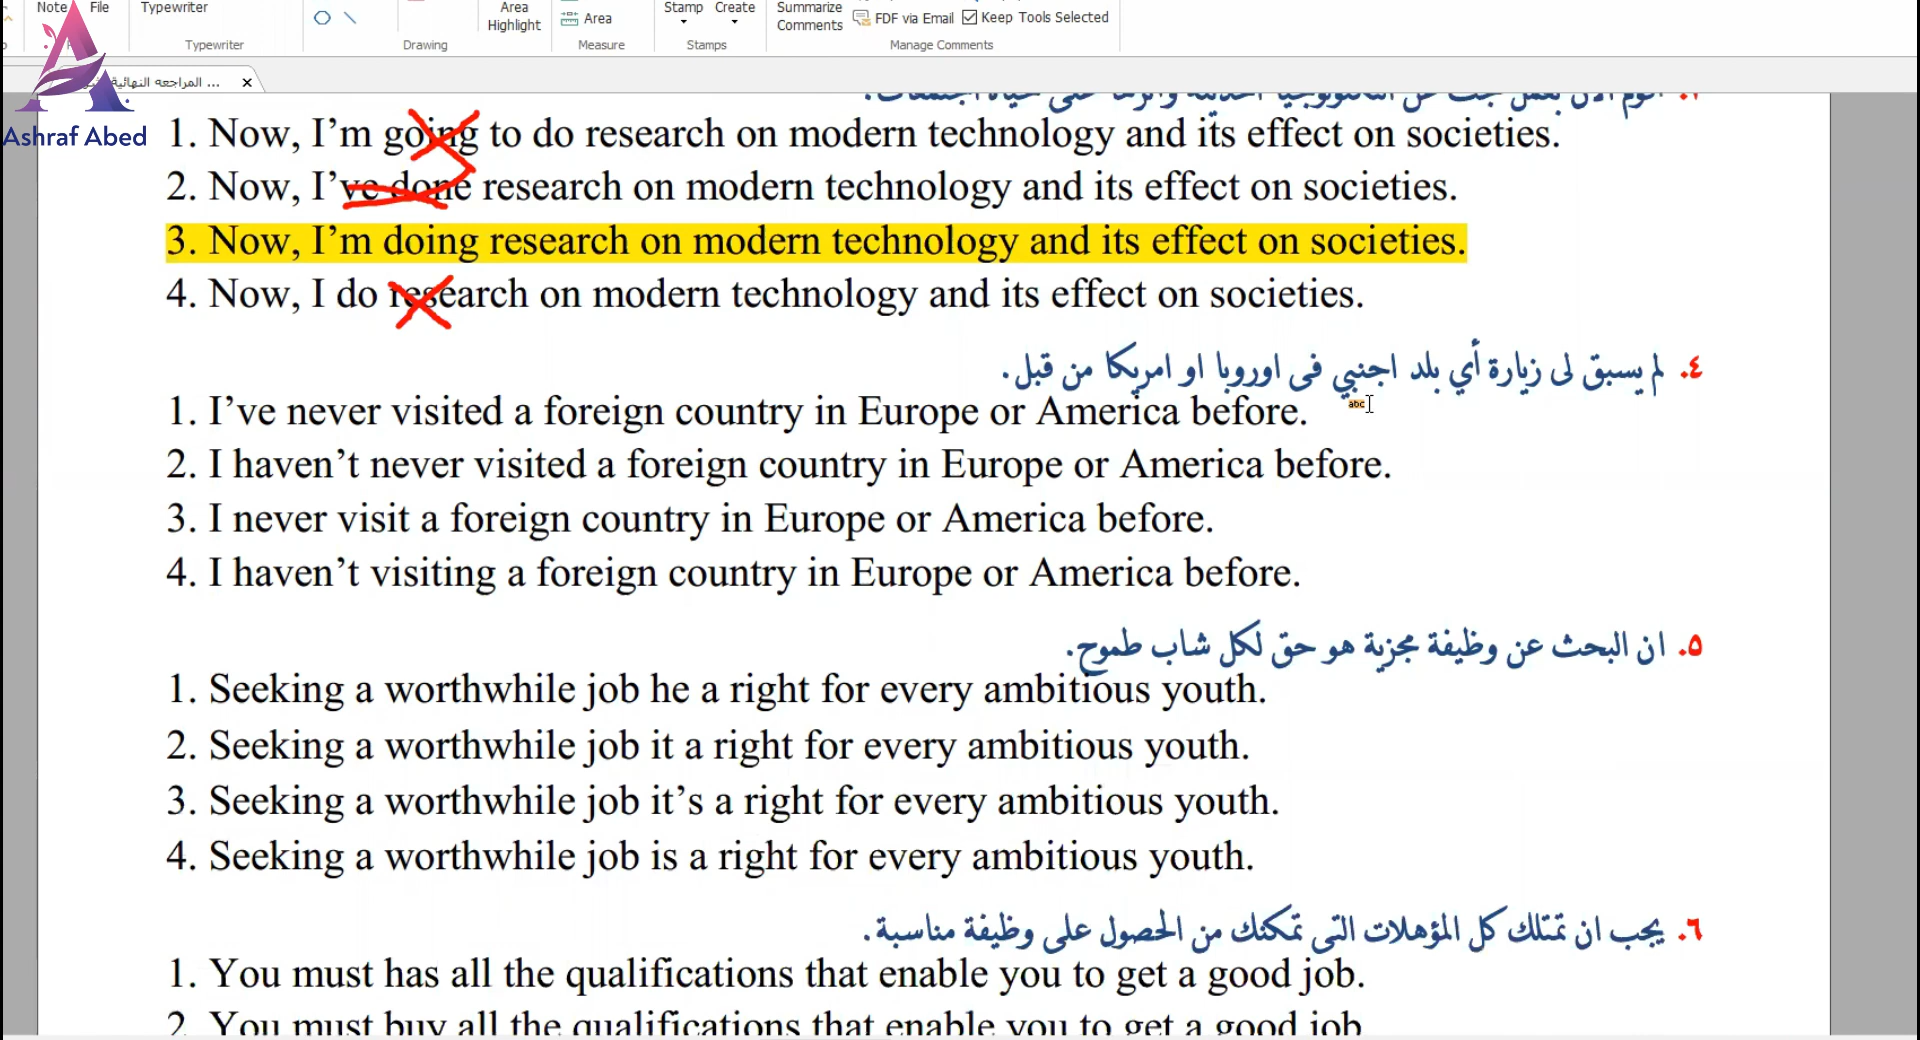 Note File Typewriter Area Highlight Area Stamp Create Summarize Comments FDF via Email Keep Tools Selected
Typewriter Drawing Measure Stamps Manage Comments
... المراجعه النهائية
Ashraf Abed
1. Now, I'm going to do research on modern technology and its effect on societies.
2. Now, I've done research on modern technology and its effect on societies.
3. Now, I'm doing research on modern technology and its effect on societies.
4. Now, I do research on modern technology and its effect on societies.
٤. لم يسبق لى زيارة أي بلد اجنبي فى اوروبا او امريكا من قبل.
1. I've never visited a foreign country in Europe or America before.
abc
2. I haven't never visited a foreign country in Europe or America before.
3. I never visit a foreign country in Europe or America before.
4. I haven't visiting a foreign country in Europe or America before.
٥. ان البحث عن وظيفة مجزية هو حق لكل شاب طموح.
1. Seeking a worthwhile job he a right for every ambitious youth.
2. Seeking a worthwhile job it a right for every ambitious youth.
3. Seeking a worthwhile job it's a right for every ambitious youth.
4. Seeking a worthwhile job is a right for every ambitious youth.
٦. يجب ان تمتلك كل المؤهلات التى تمكنك من الحصول على وظيفة مناسبة.
1. You must has all the qualifications that enable you to get a good job.
2. You must buy all the qualifications that enable you to get a good job